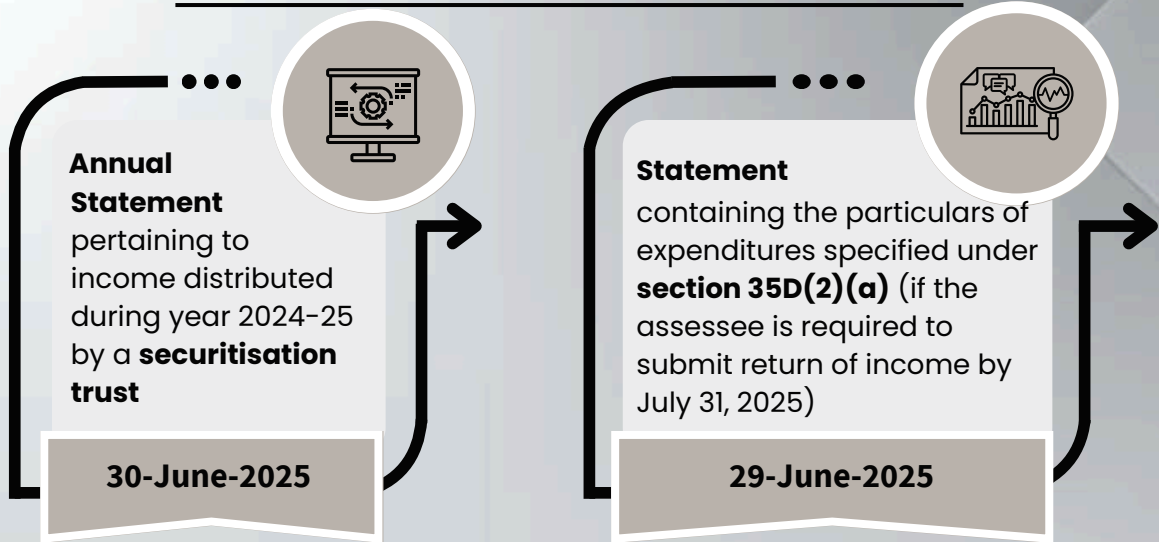 Annual
Statement
pertaining to
income distributed
during year 2024-25
by a securitisation
trust
30-June-2025
Statement
containing the particulars of
expenditures specified under
section 35D(2)(a) (if the
assessee is required to
submit return of income by
July 31, 2025)
29-June-2025